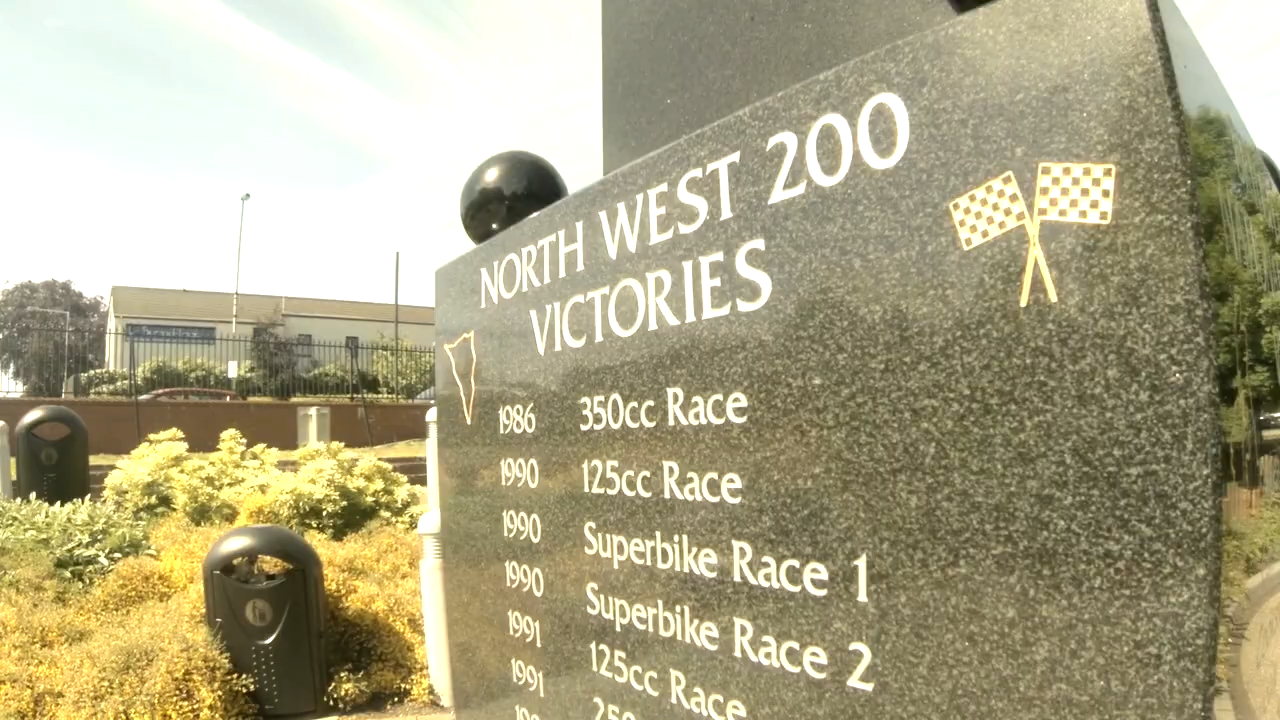 NORTH WEST 200
VICTORIES
1986 350cc Race
1990 125cc Race
1990 Superbike Race 1
1990 Superbike Race 2
1991 125cc Race
1991